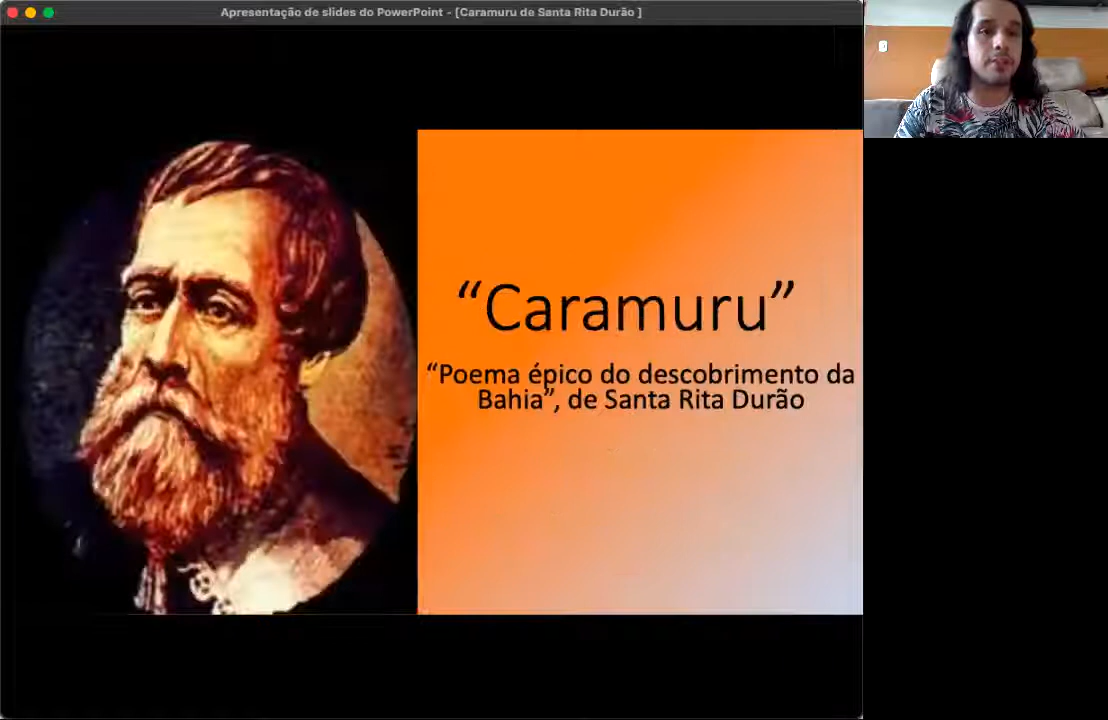 Apresentação de slides do PowerPoint - [Caramuru de Santa Rita Durão ]
“Caramuru”
“Poema épico do descobrimento da
Bahia”, de Santa Rita Durão